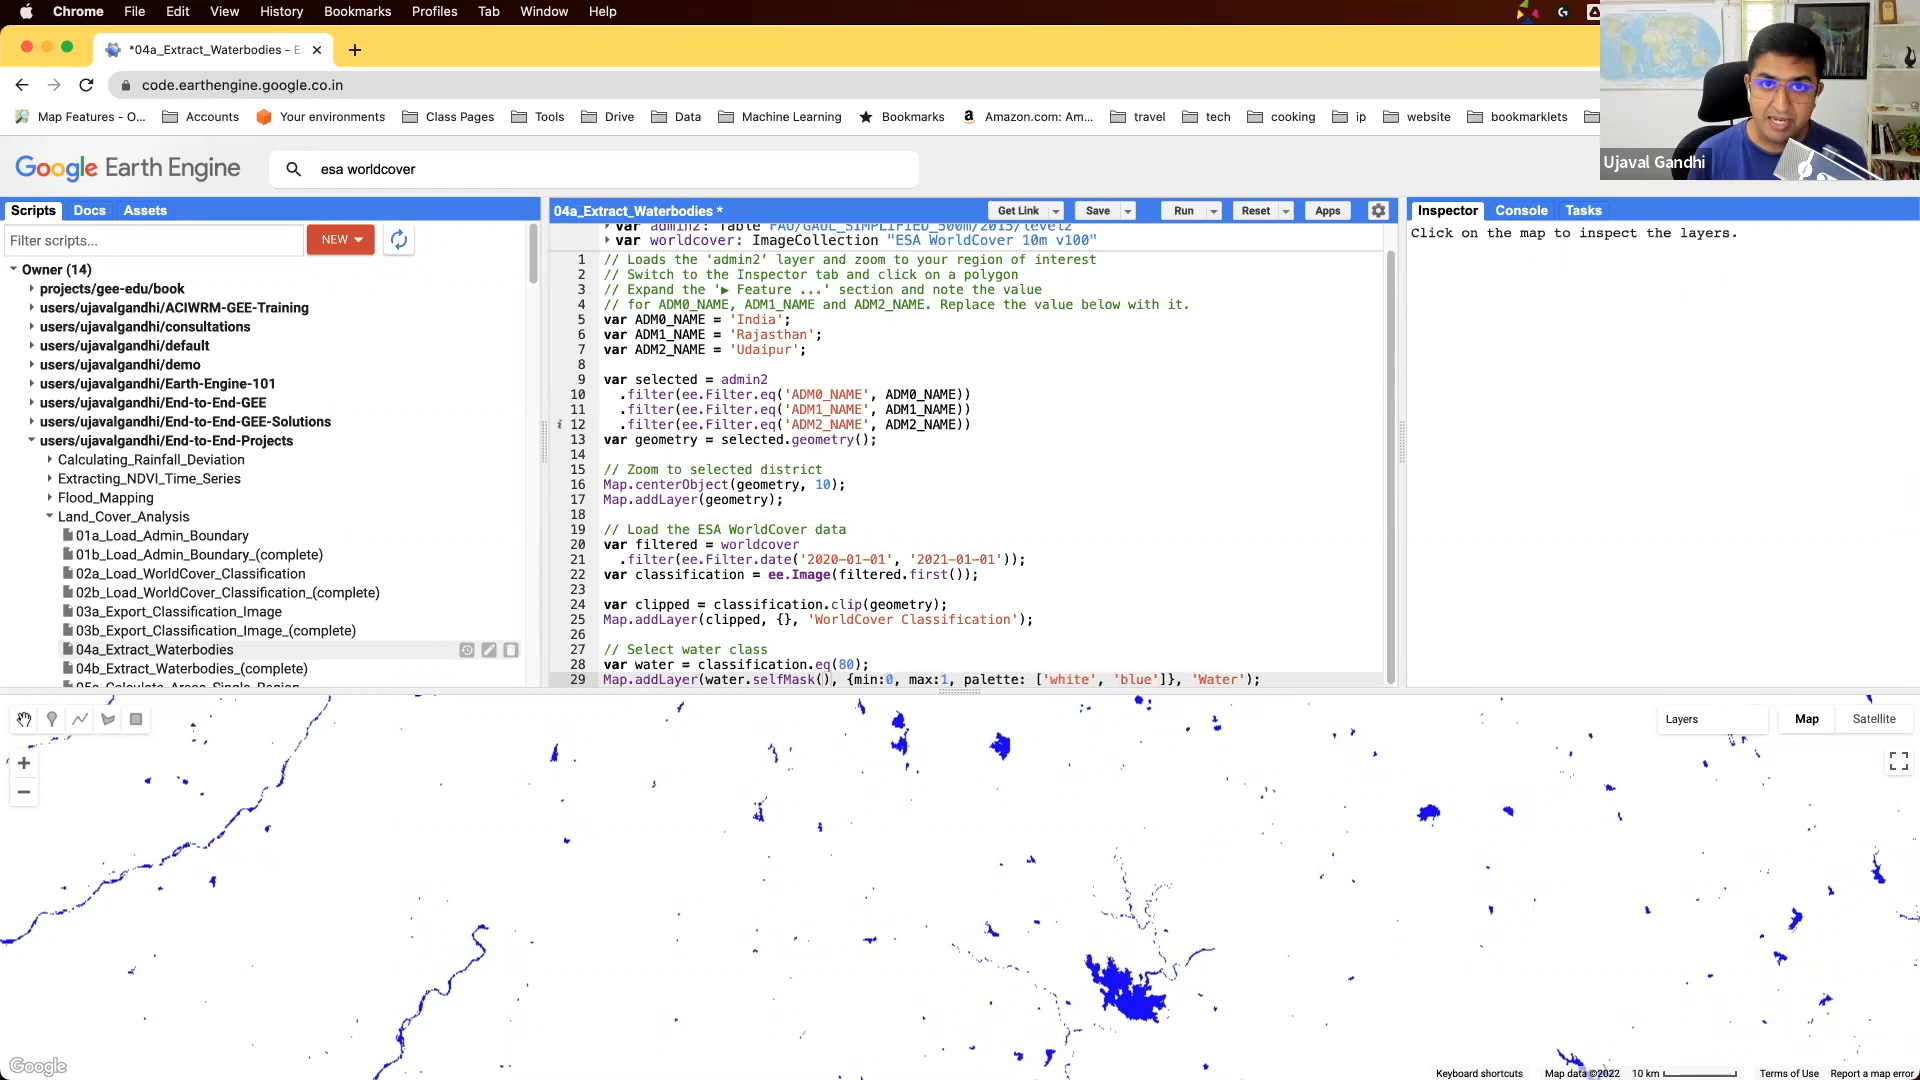 Chrome File Edit View History Bookmarks Profiles Tab Window Help
*04a_Extract_Waterbodies - E
code.earthengine.google.co.in
Map Features - O... Accounts Your environments Class Pages Tools Drive Data Machine Learning Bookmarks Amazon.com: Am... travel tech cooking ip website bookmarklets
Ujaval Gandhi
Google Earth Engine esa worldcover
Scripts Docs Assets
Filter scripts... NEW
Owner (14)
projects/gee-edu/book
users/ujavalgandhi/ACIWRM-GEE-Training
users/ujavalgandhi/consultations
users/ujavalgandhi/default
users/ujavalgandhi/demo
users/ujavalgandhi/Earth-Engine-101
users/ujavalgandhi/End-to-End-GEE
users/ujavalgandhi/End-to-End-GEE-Solutions
users/ujavalgandhi/End-to-End-Projects
Calculating_Rainfall_Deviation
Extracting_NDVI_Time_Series
Flood_Mapping
Land_Cover_Analysis
01a_Load_Admin_Boundary
01b_Load_Admin_Boundary_(complete)
02a_Load_WorldCover_Classification
02b_Load_WorldCover_Classification_(complete)
03a_Export_Classification_Image
03b_Export_Classification_Image_(complete)
04a_Extract_Waterbodies
04b_Extract_Waterbodies_(complete)
05a_Calculate_Areas_Single_Region
04a_Extract_Waterbodies * Get Link Save Run Reset Apps
var admin2: Table FAO/GAUL_SIMPLIFIED_500m/2015/level2
var worldcover: ImageCollection "ESA WorldCover 10m v100"
1 // Loads the 'admin2' layer and zoom to your region of interest
2 // Switch to the Inspector tab and click on a polygon
3 // Expand the '▶ Feature ...' section and note the value
4 // for ADM0_NAME, ADM1_NAME and ADM2_NAME. Replace the value below with it.
5 var ADM0_NAME = 'India';
6 var ADM1_NAME = 'Rajasthan';
7 var ADM2_NAME = 'Udaipur';
8
9 var selected = admin2
10 .filter(ee.Filter.eq('ADM0_NAME', ADM0_NAME))
11 .filter(ee.Filter.eq('ADM1_NAME', ADM1_NAME))
i 12 .filter(ee.Filter.eq('ADM2_NAME', ADM2_NAME))
13 var geometry = selected.geometry();
14
15 // Zoom to selected district
16 Map.centerObject(geometry, 10);
17 Map.addLayer(geometry);
18
19 // Load the ESA WorldCover data
20 var filtered = worldcover
21 .filter(ee.Filter.date('2020-01-01', '2021-01-01'));
22 var classification = ee.Image(filtered.first());
23
24 var clipped = classification.clip(geometry);
25 Map.addLayer(clipped, {}, 'WorldCover Classification');
26
27 // Select water class
28 var water = classification.eq(80);
29 Map.addLayer(water.selfMask(), {min:0, max:1, palette: ['white', 'blue']}, 'Water');
Inspector Console Tasks
Click on the map to inspect the layers.
Layers Map Satellite
Google
Keyboard shortcuts Map data ©2022 10 km Terms of Use Report a map error